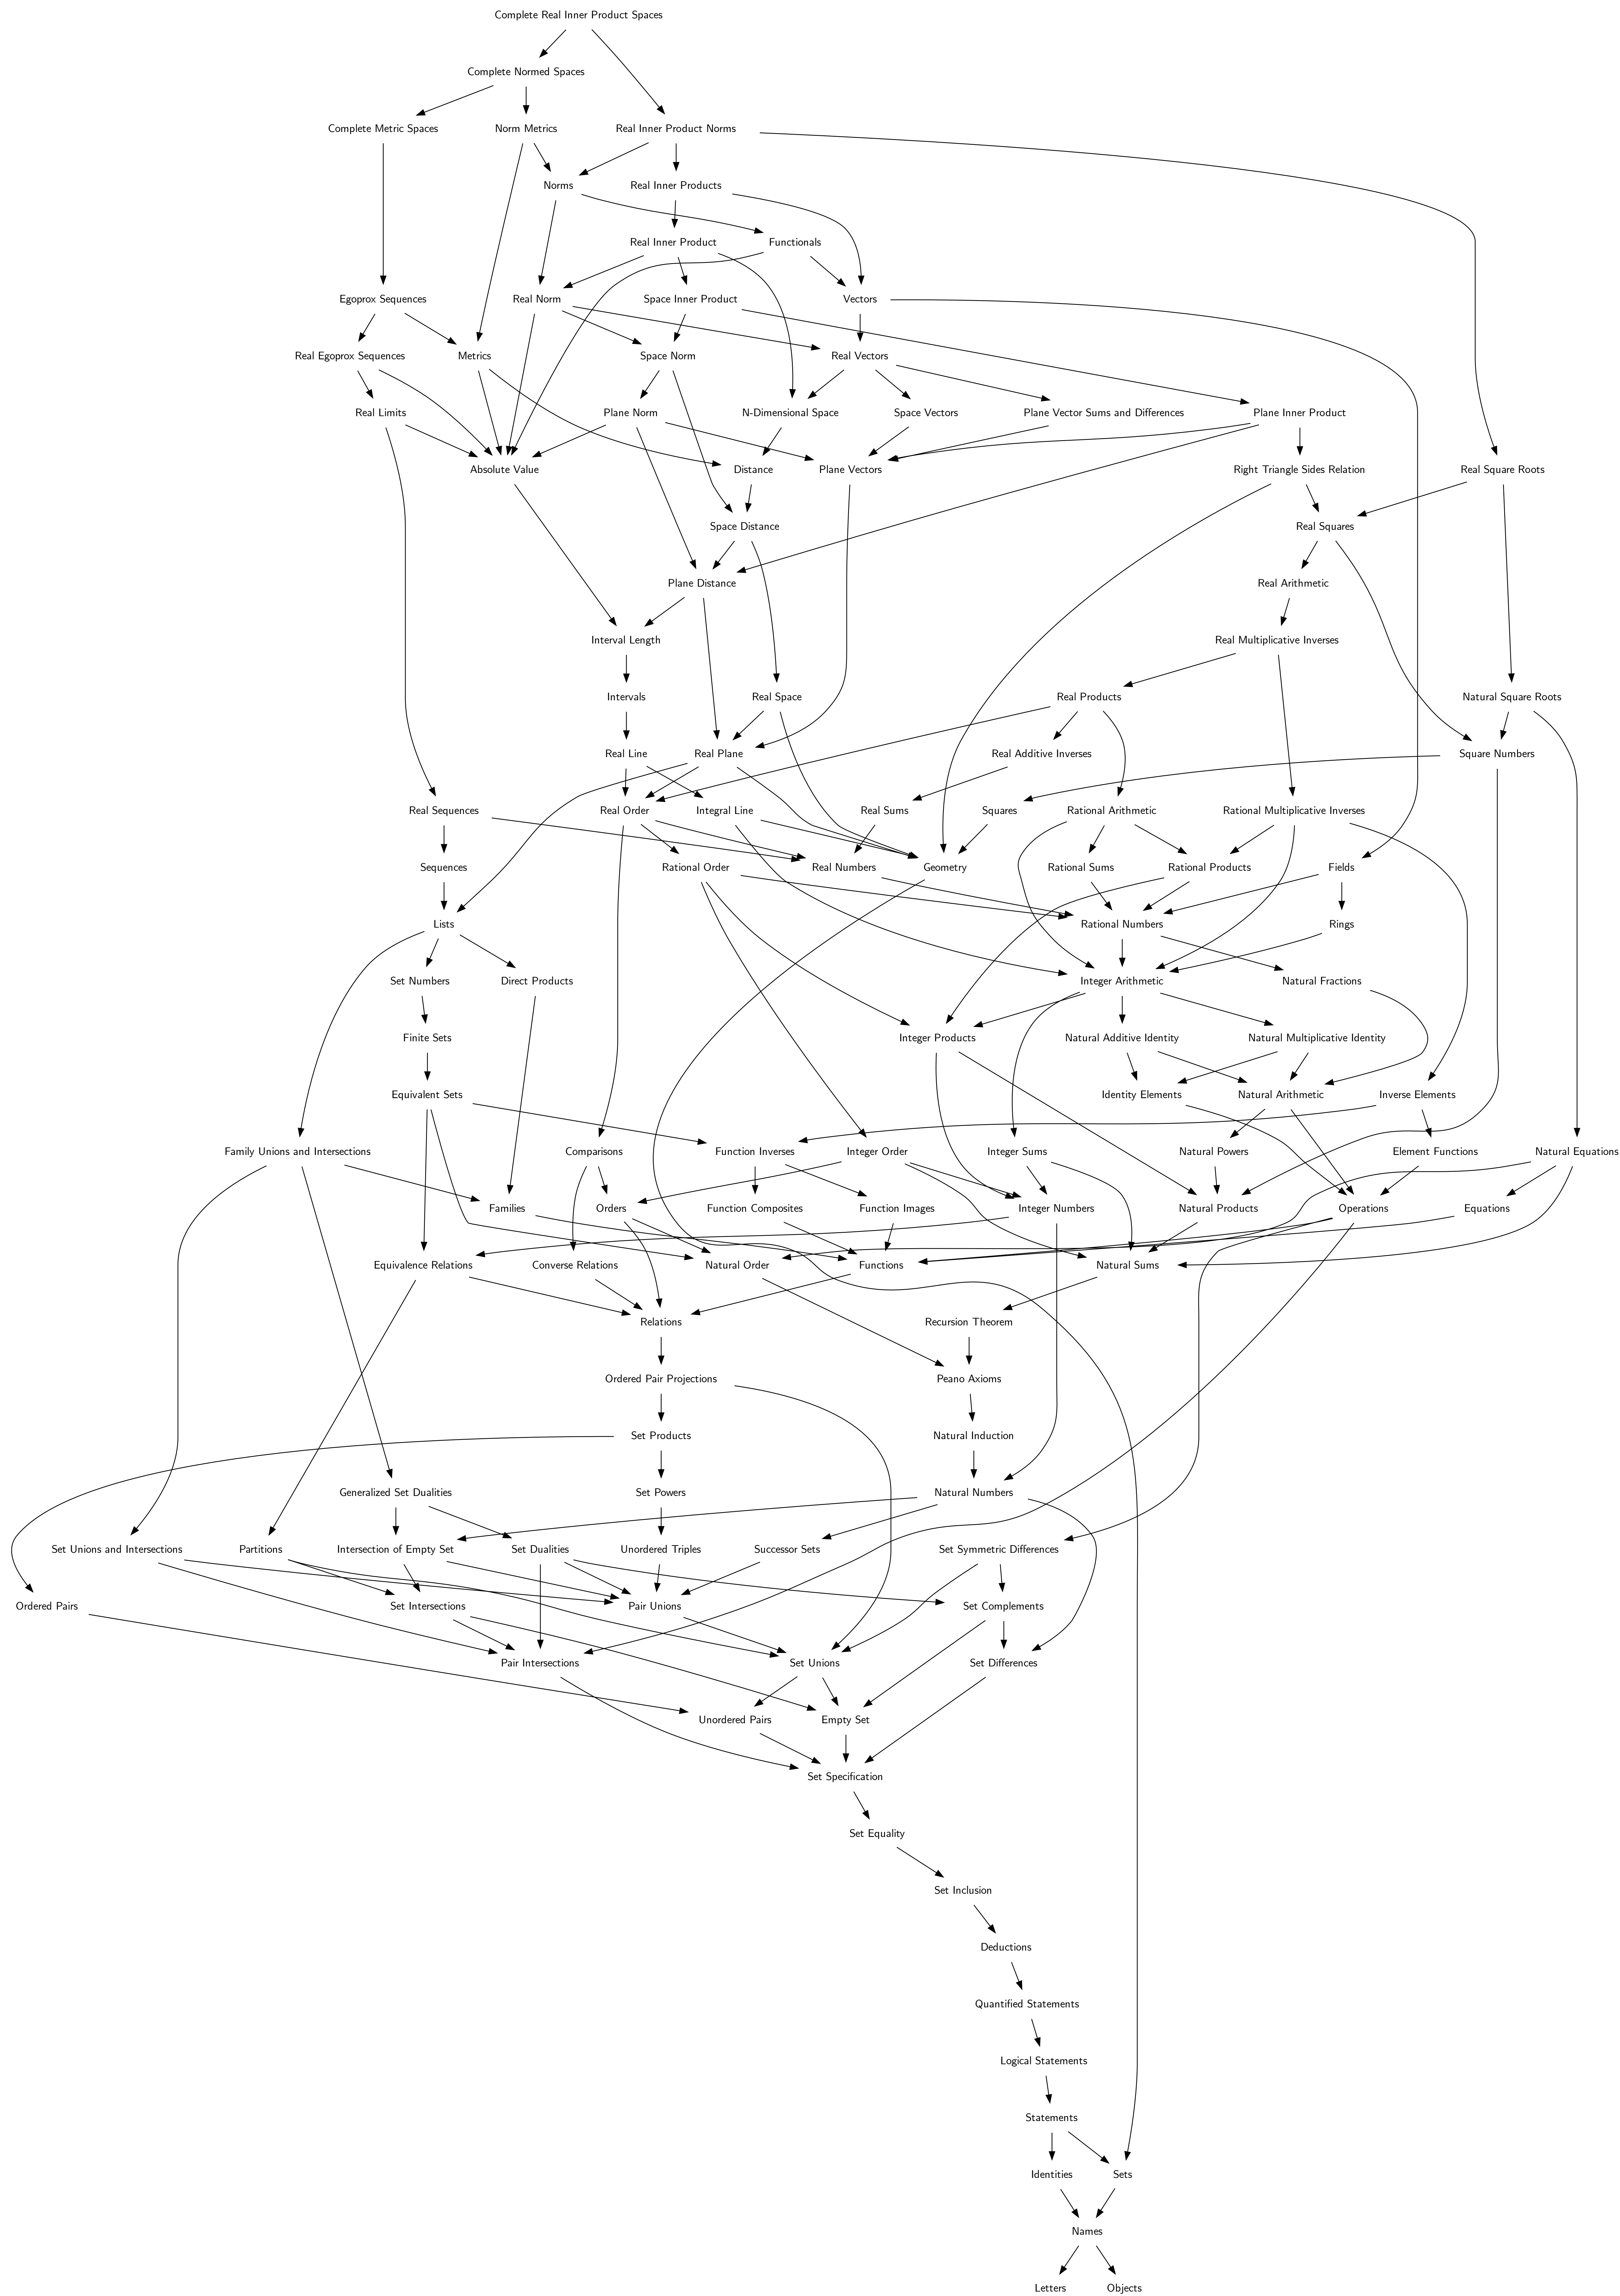 Complete Real Inner Product Spaces
Complete Normed Spaces
Complete Metric Spaces
Norm Metrics
Real Inner Product Norms
Norms
Real Inner Products
Real Inner Product
Functionals
Egoprox Sequences
Real Norm
Space Inner Product
Vectors
Real Egoprox Sequences
Metrics
Space Norm
Real Vectors
Real Limits
Plane Norm
N-Dimensional Space
Space Vectors
Plane Vector Sums and Differences
Plane Inner Product
Absolute Value
Distance
Plane Vectors
Right Triangle Sides Relation
Real Square Roots
Space Distance
Real Squares
Plane Distance
Real Arithmetic
Interval Length
Real Multiplicative Inverses
Intervals
Real Space
Real Products
Natural Square Roots
Real Line
Real Plane
Real Additive Inverses
Square Numbers
Real Sequences
Real Order
Integral Line
Real Sums
Squares
Rational Arithmetic
Rational Multiplicative Inverses
Sequences
Rational Order
Real Numbers
Geometry
Rational Sums
Rational Products
Fields
Lists
Rational Numbers
Rings
Set Numbers
Direct Products
Integer Arithmetic
Natural Fractions
Finite Sets
Integer Products
Natural Additive Identity
Natural Multiplicative Identity
Equivalent Sets
Identity Elements
Natural Arithmetic
Inverse Elements
Family Unions and Intersections
Comparisons
Function Inverses
Integer Order
Integer Sums
Natural Powers
Element Functions
Natural Equations
Families
Orders
Function Composites
Function Images
Integer Numbers
Natural Products
Operations
Equations
Equivalence Relations
Converse Relations
Natural Order
Functions
Natural Sums
Relations
Recursion Theorem
Ordered Pair Projections
Peano Axioms
Set Products
Natural Induction
Generalized Set Dualities
Set Powers
Natural Numbers
Set Unions and Intersections
Partitions
Intersection of Empty Set
Set Dualities
Unordered Triples
Successor Sets
Set Symmetric Differences
Ordered Pairs
Set Intersections
Pair Unions
Set Complements
Pair Intersections
Set Unions
Set Differences
Unordered Pairs
Empty Set
Set Specification
Set Equality
Set Inclusion
Deductions
Quantified Statements
Logical Statements
Statements
Identities
Sets
Names
Letters
Objects